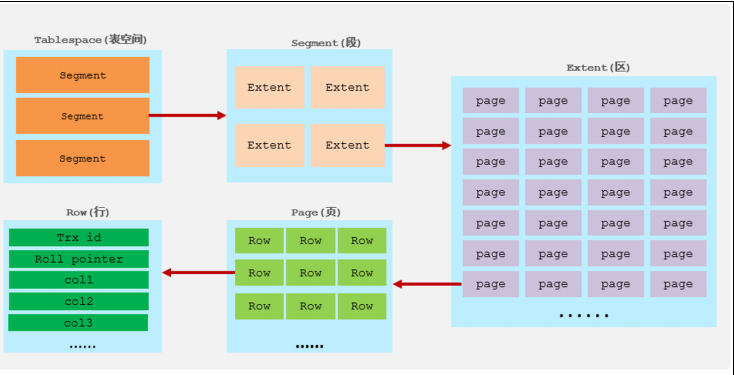 Tablespace(表空间)
Segment
Segment
Segment
Segment(段)
Extent Extent
Extent Extent
Extent(区)
page page page page
page page page page
page page page page
page page page page
page page page page
page page page page
page page page page
······
Row(行)
Trx id
Roll pointer
col1
col2
col3
······
Page(页)
Row Row Row
Row Row Row
Row Row Row
······